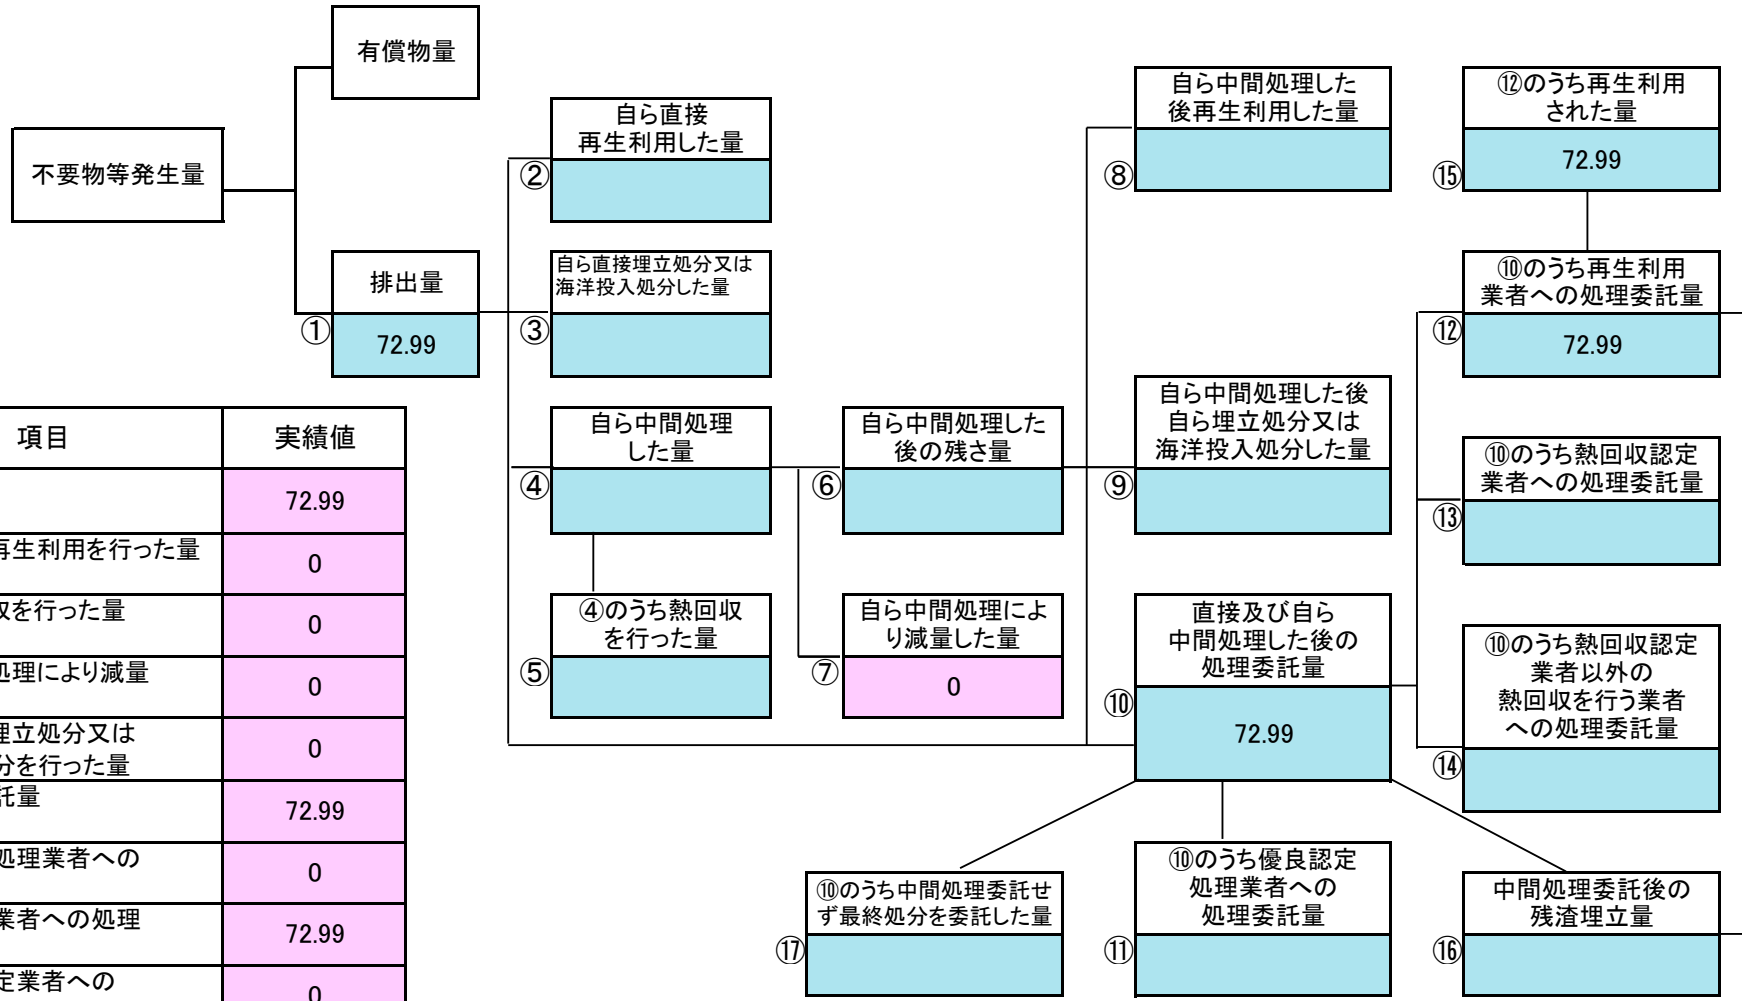 有償物量
不要物等発生量
排出量
①
72.99
自ら直接
再生利用した量
②
自ら直接埋立処分又は
海洋投入処分した量
③
自ら中間処理
した量
④
④のうち熱回収
を行った量
⑤
自ら中間処理した
後の残さ量
⑥
自ら中間処理によ
り減量した量
⑦
0
自ら中間処理した
後再生利用した量
⑧
自ら中間処理した後
自ら埋立処分又は
海洋投入処分した量
⑨
直接及び自ら
中間処理した後の
処理委託量
⑩
72.99
⑫のうち再生利用
された量
⑮
72.99
⑩のうち再生利用
業者への処理委託量
⑫
72.99
⑩のうち熱回収認定
業者への処理委託量
⑬
⑩のうち熱回収認定
業者以外の
熱回収を行う業者
への処理委託量
⑭
⑩のうち中間処理委託せ
ず最終処分を委託した量
⑰
⑩のうち優良認定
処理業者への
処理委託量
⑪
中間処理委託後の
残渣埋立量
⑯
項目
実績値
72.99
再生利用を行った量
0
収を行った量
0
処理により減量
0
埋立処分又は
分を行った量
0
託量
72.99
処理業者への
0
業者への処理
72.99
定業者への
0